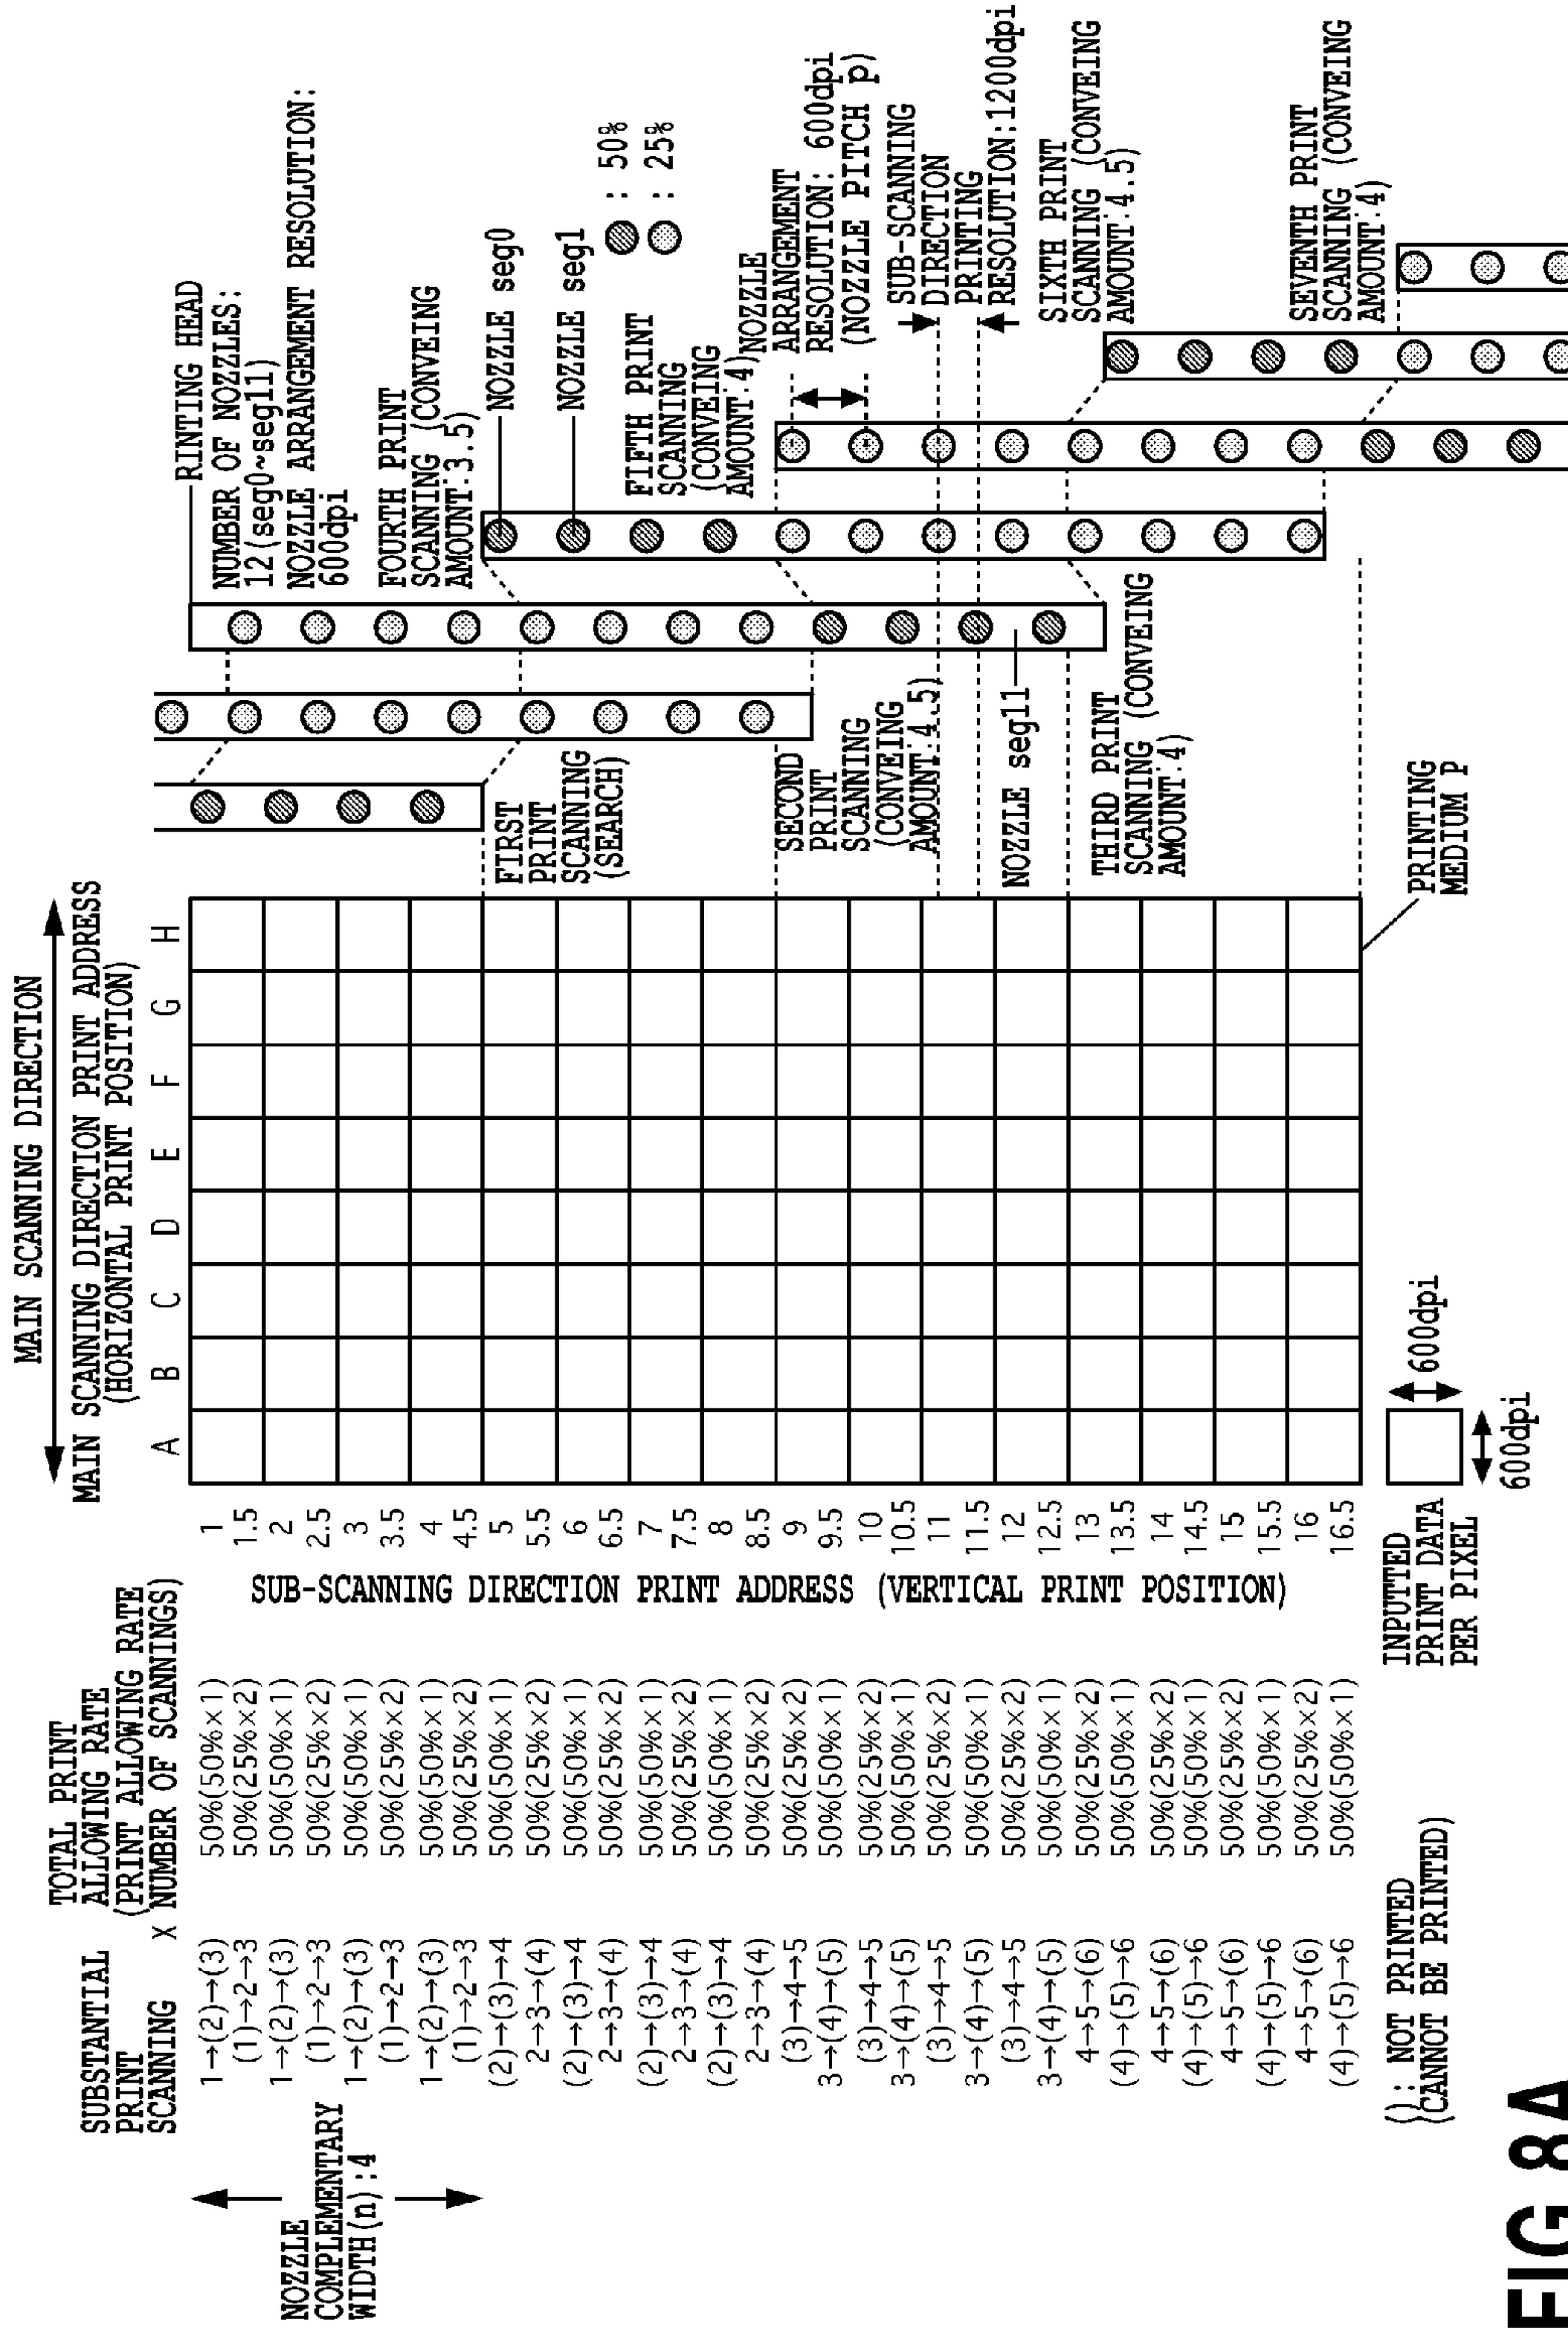 MAIN SCANNING DIRECTION
MAIN SCANNING DIRECTION PRINT ADDRESS
(HORIZONTAL PRINT POSITION)
A B C D E F G H
SUBSTANTIAL
PRINT
SCANNING
TOTAL PRINT
ALLOWING RATE
(PRINT ALLOWING RATE
x NUMBER OF SCANNINGS)
NOZZLE
COMPLEMENTARY
WIDTH(n):4
1→(2)→(3) 50%(50%×1) 1
(1)→2→3 50%(25%×2) 1.5
1→(2)→(3) 50%(50%×1) 2
(1)→2→3 50%(25%×2) 2.5
1→(2)→(3) 50%(50%×1) 3
(1)→2→3 50%(25%×2) 3.5
1→(2)→(3) 50%(50%×1) 4
(1)→2→3 50%(25%×2) 4.5
(2)→(3)→4 50%(50%×1) 5
2→3→(4) 50%(25%×2) 5.5
(2)→(3)→4 50%(50%×1) 6
2→3→(4) 50%(25%×2) 6.5
(2)→(3)→4 50%(50%×1) 7
2→3→(4) 50%(25%×2) 7.5
(2)→(3)→4 50%(50%×1) 8
2→3→(4) 50%(25%×2) 8.5
(3)→4→5 50%(25%×2) 9
3→(4)→(5) 50%(50%×1) 9.5
(3)→4→5 50%(25%×2) 10
3→(4)→(5) 50%(50%×1) 10.5
(3)→4→5 50%(25%×2) 11
3→(4)→(5) 50%(50%×1) 11.5
(3)→4→5 50%(25%×2) 12
3→(4)→(5) 50%(50%×1) 12.5
4→5→(6) 50%(25%×2) 13
(4)→(5)→6 50%(50%×1) 13.5
4→5→(6) 50%(25%×2) 14
(4)→(5)→6 50%(50%×1) 14.5
4→5→(6) 50%(25%×2) 15
(4)→(5)→6 50%(50%×1) 15.5
4→5→(6) 50%(25%×2) 16
(4)→(5)→6 50%(50%×1) 16.5
SUB-SCANNING DIRECTION PRINT ADDRESS (VERTICAL PRINT POSITION)
(): NOT PRINTED
(CANNOT BE PRINTED)
INPUTTED
PRINT DATA
PER PIXEL
600dpi
600dpi
PRINTING
MEDIUM P
FIRST
PRINT
SCANNING
(SEARCH)
SECOND
PRINT
SCANNING
(CONVEING
AMOUNT:4.5)
NOZZLE seg11
THIRD PRINT
SCANNING (CONVEING
AMOUNT:4)
RINTING HEAD
NUMBER OF NOZZLES:
12(seg0~seg11)
NOZZLE ARRANGEMENT RESOLUTION:
600dpi
FOURTH PRINT
SCANNING (CONVEING
AMOUNT:3.5)
NOZZLE seg0
NOZZLE seg1
: 50%
: 25%
FIFTH PRINT
SCANNING
(CONVEING
AMOUNT:4)
NOZZLE
ARRANGEMENT
RESOLUTION: 600dpi
(NOZZLE PITCH p)
SUB-SCANNING
DIRECTION
PRINTING
RESOLUTION:1200dpi
SIXTH PRINT
SCANNING (CONVEING
AMOUNT:4.5)
SEVENTH PRINT
SCANNING (CONVEING
AMOUNT:4)
FIG.8A